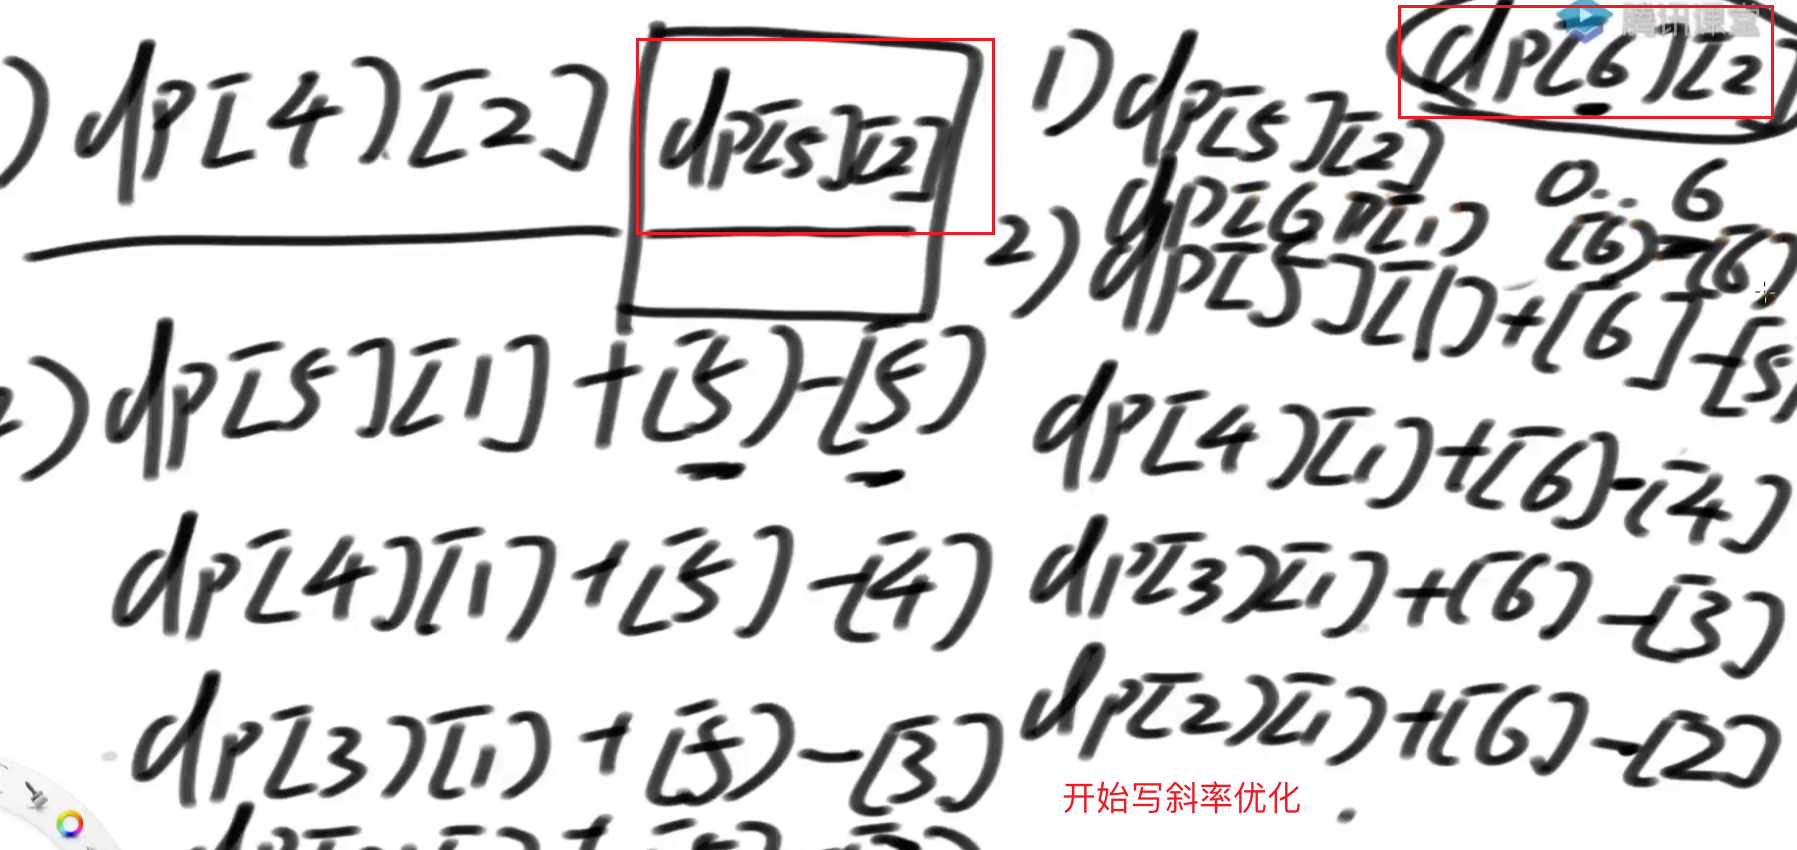 腾讯课堂
) dp[4][2]
dp[5][2]
2) dp[5][1] + [5] - [5]
dp[4][1] + [5] - [4]
dp[3][1] + [5] - [3]
dp[6][2]
1) dp[5][2]
0..6
2) dp[6][1] [6] - [6]
dp[5][1] + [6] - [5]
dp[4][1] + [6] - [4]
dp[3][1] + [6] - [3]
dp[2][1] + [6] - [2]
开始写斜率优化